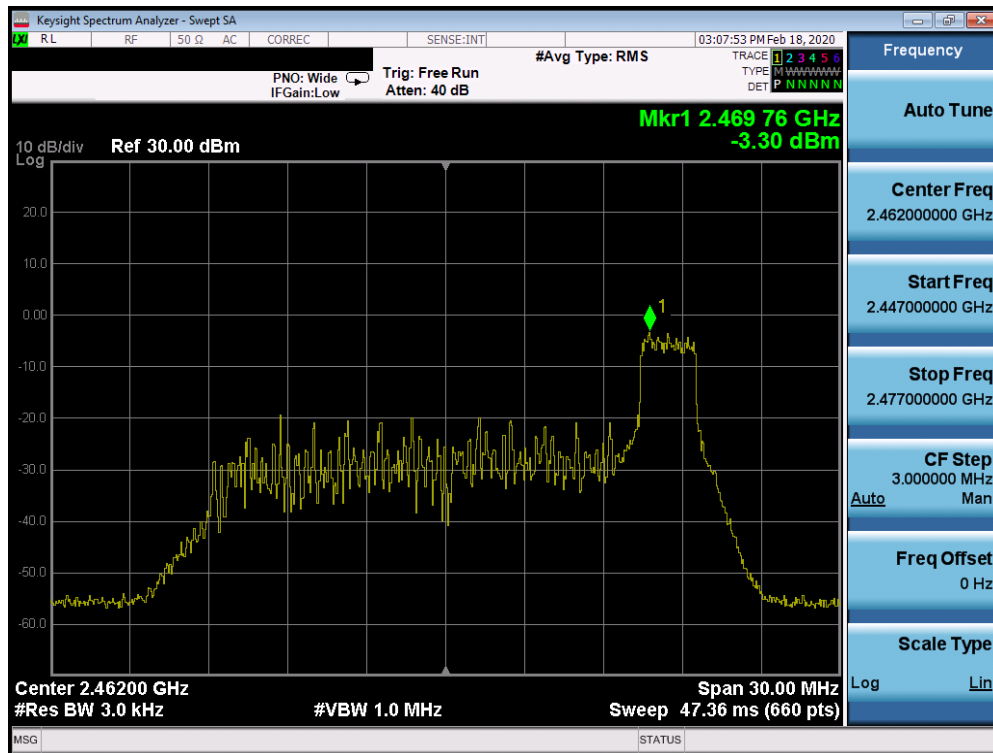 Keysight Spectrum Analyzer - Swept SA
LXI RL RF 50 Ω AC CORREC SENSE:INT 03:07:53 PM Feb 18, 2020
#Avg Type: RMS TRACE 1 2 3 4 5 6
PNO: Wide Trig: Free Run TYPE M W W W W W
IFGain:Low Atten: 40 dB DET P N N N N N
Mkr1 2.469 76 GHz
-3.30 dBm
10 dB/div Ref 30.00 dBm
Log
20.0
10.0
0.00
1
-10.0
-20.0
-30.0
-40.0
-50.0
-60.0
Center 2.46200 GHz Span 30.00 MHz
#Res BW 3.0 kHz #VBW 1.0 MHz Sweep 47.36 ms (660 pts)
MSG STATUS
Frequency
Auto Tune
Center Freq
2.462000000 GHz
Start Freq
2.447000000 GHz
Stop Freq
2.477000000 GHz
CF Step
3.000000 MHz
Auto Man
Freq Offset
0 Hz
Scale Type
Log Lin